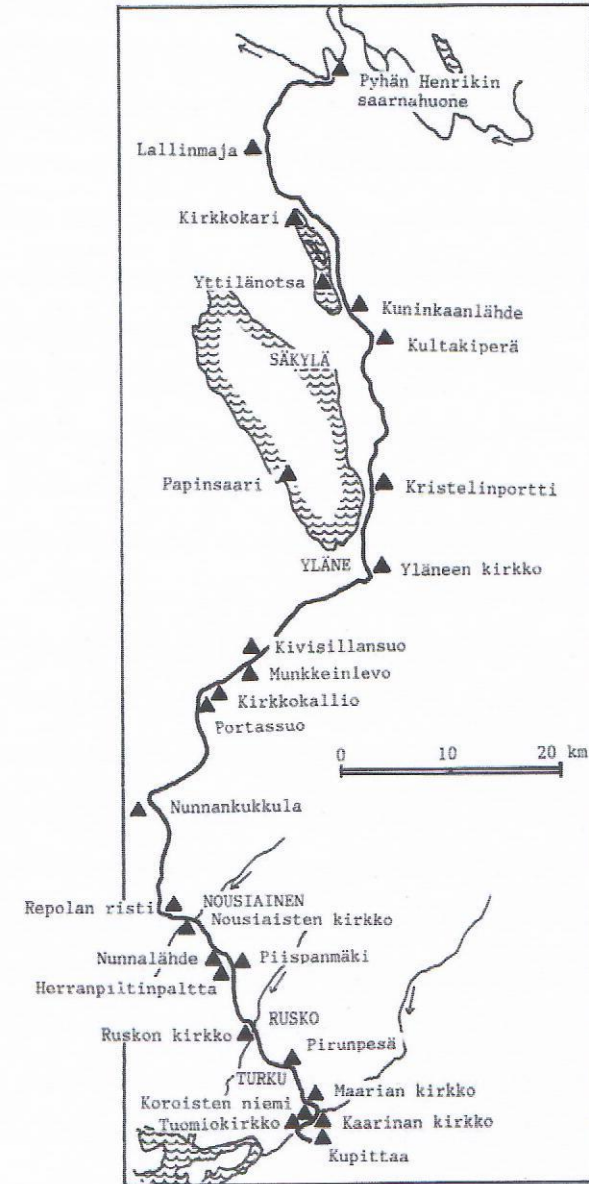 Pyhän Henrikin
saarnahuone
Lallinmaja
Kirkkokari
Yttilänotsa
Kuninkaanlähde
Kultakiperä
SÄKYLÄ
Papinsaari
Kristelinportti
YLÄNE
Yläneen kirkko
Kivisillansuo
Munkkeinlevo
Kirkkokallio
Portassuo
0 10 20 km
Nunnankukkula
NOUSIAINEN
Repolan risti
Nousiaisten kirkko
Nunnalähde
Piispanmäki
Herranpiltinpaltta
RUSKO
Ruskon kirkko
Pirunpesä
TURKU
Maarian kirkko
Koroisten niemi
Tuomiokirkko
Kaarinan kirkko
Kupittaa